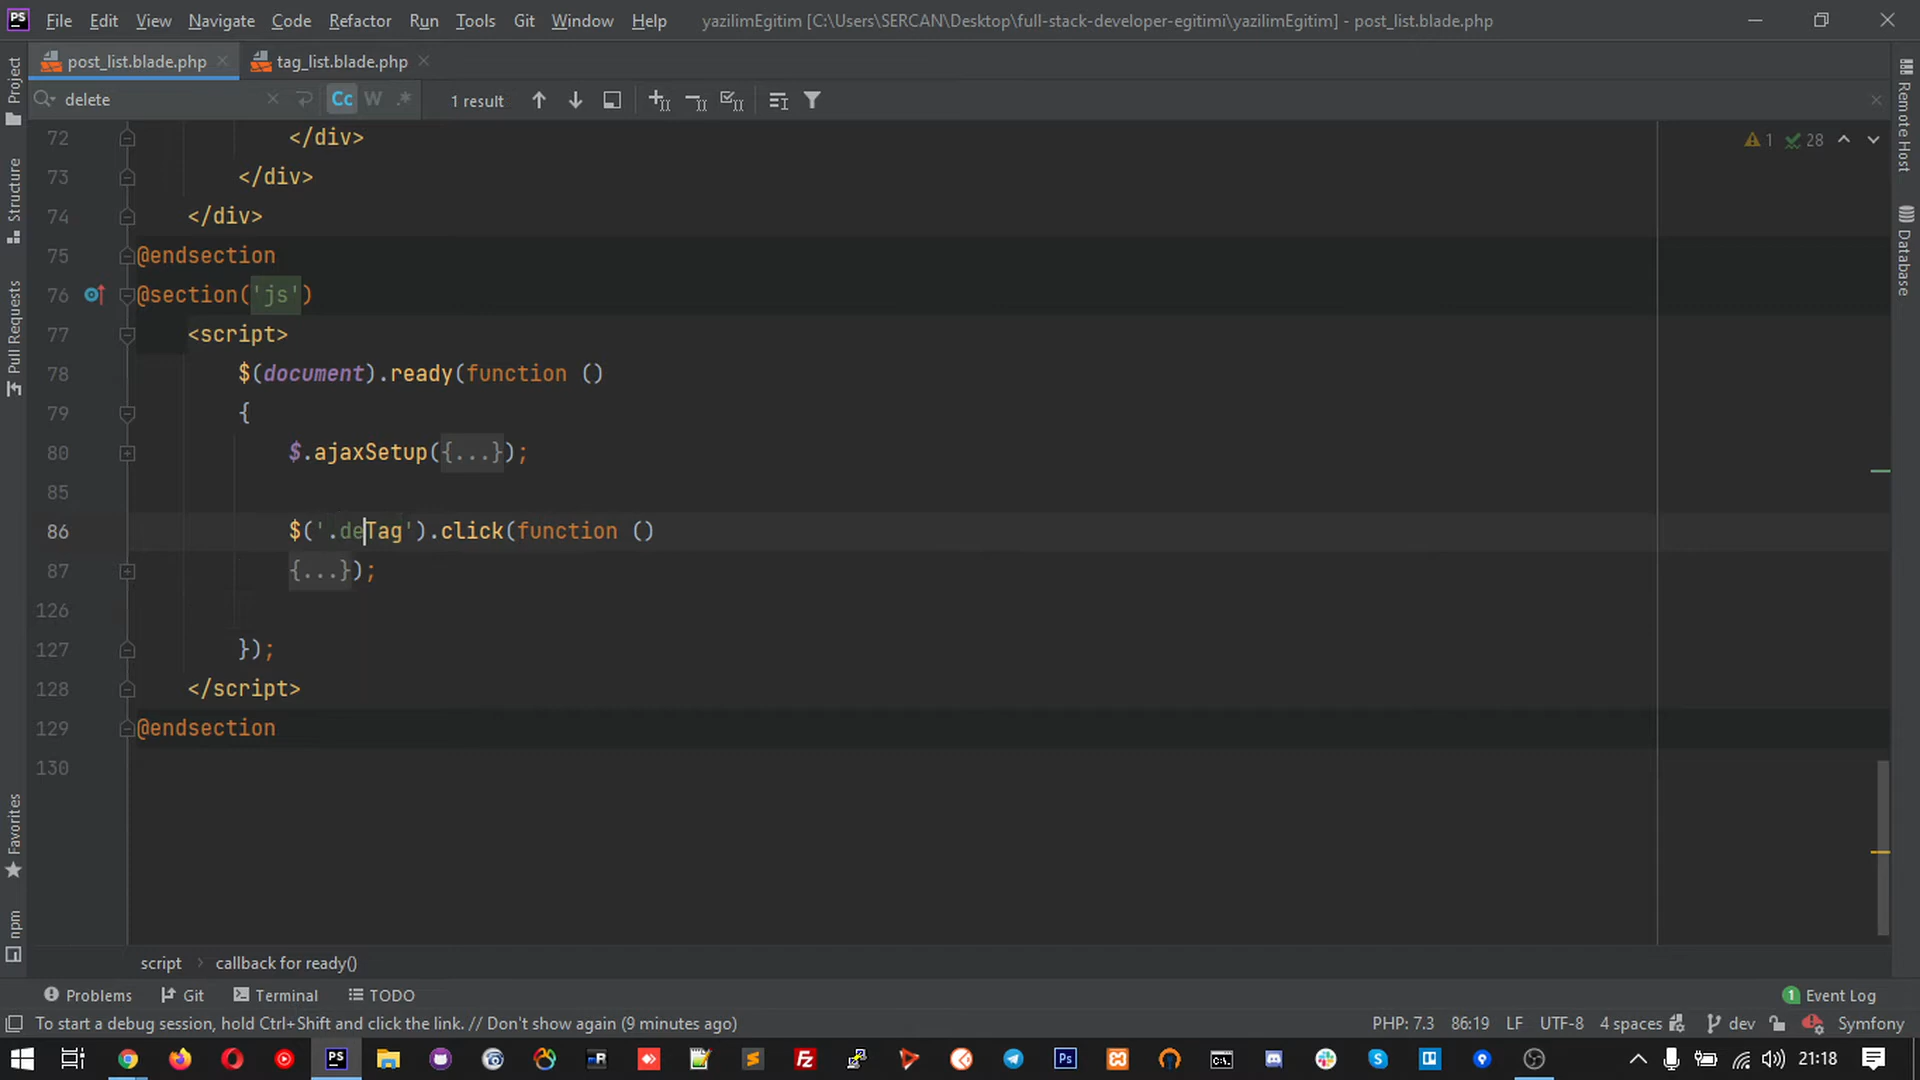 PS File Edit View Navigate Code Refactor Run Tools Git Window Help yazilimEgitim [C:\Users\SERCAN\Desktop\full-stack-developer-egitimi\yazilimEgitim] - post_list.blade.php
post_list.blade.php tag_list.blade.php
delete Cc W .* 1 result
72 </div> 1 28
73 </div>
74 </div>
75 @endsection
76 @section('js')
77 <script>
78 $(document).ready(function ()
79 {
80 $.ajaxSetup({...});
85
86 $('.deTag').click(function ()
87 {...});
126
127 });
128 </script>
129 @endsection
130
Project
Structure
Pull Requests
Favorites
npm
Remote Host
Database
script › callback for ready()
Problems Git Terminal TODO 1 Event Log
To start a debug session, hold Ctrl+Shift and click the link. // Don't show again (9 minutes ago) PHP: 7.3 86:19 LF UTF-8 4 spaces dev Symfony
21:18